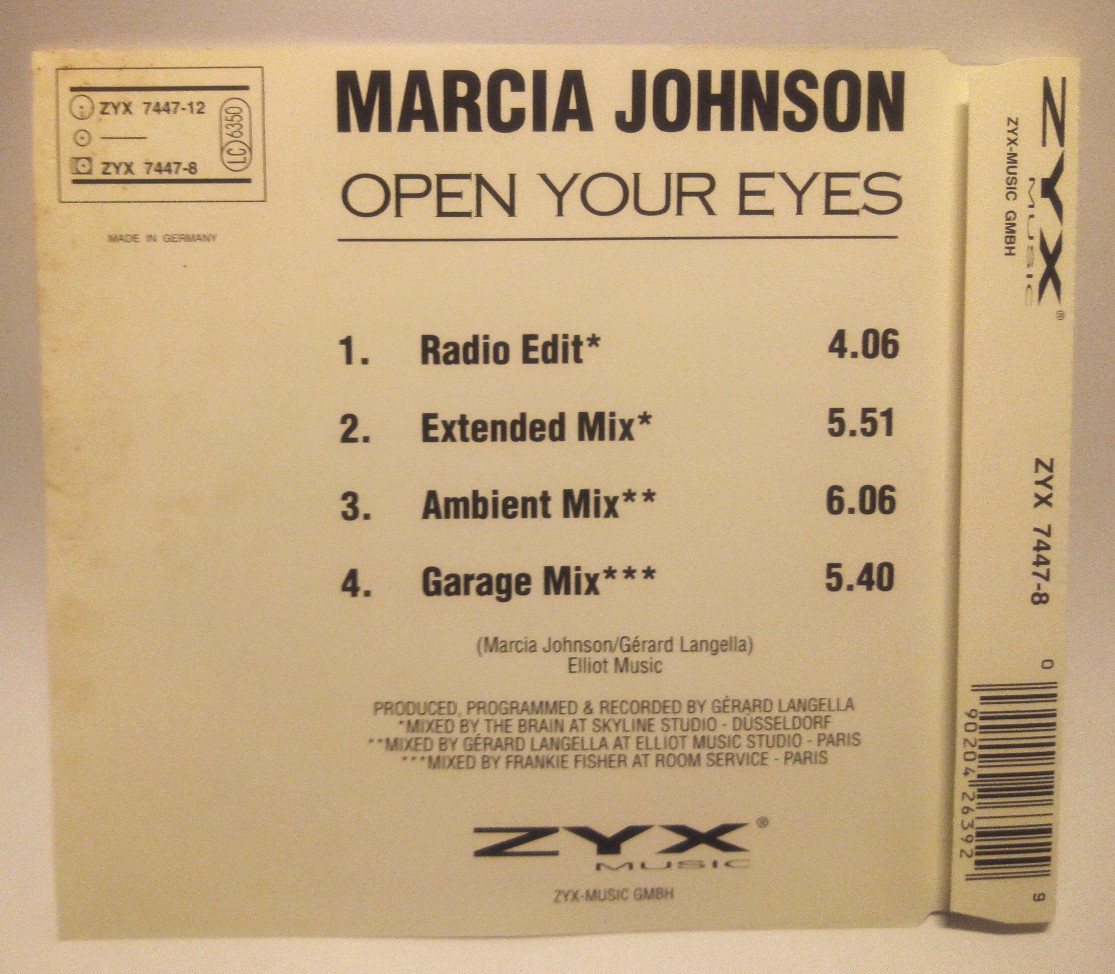 ZYX 7447-12
ZYX 7447-8
LC 6350
MADE IN GERMANY
MARCIA JOHNSON
OPEN YOUR EYES
1. Radio Edit* 4.06
2. Extended Mix* 5.51
3. Ambient Mix** 6.06
4. Garage Mix*** 5.40
(Marcia Johnson/Gérard Langella)
Elliot Music
PRODUCED, PROGRAMMED & RECORDED BY GÉRARD LANGELLA
*MIXED BY THE BRAIN AT SKYLINE STUDIO - DÜSSELDORF
**MIXED BY GÉRARD LANGELLA AT ELLIOT MUSIC STUDIO - PARIS
***MIXED BY FRANKIE FISHER AT ROOM SERVICE - PARIS
ZYX®
MUSIC
ZYX-MUSIC GMBH
ZYX®
MUSIC
ZYX-MUSIC GMBH
ZYX 7447-8
0 90204 26392 9